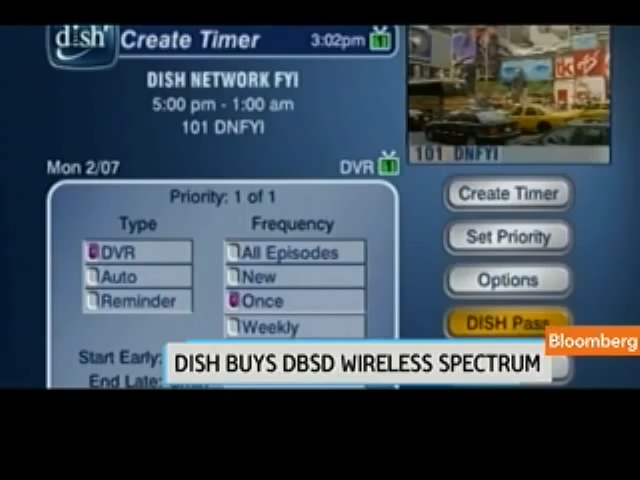 dish
Create Timer
3:02pm
DISH NETWORK FYI
5:00 pm - 1:00 am
101 DNFYI
101 DNFYI
Mon 2/07
DVR
Priority: 1 of 1
Type
Frequency
DVR
Auto
Reminder
All Episodes
New
Once
Weekly
Create Timer
Set Priority
Options
DISH Pass
Start Early:
End Late:
Bloomberg
DISH BUYS DBSD WIRELESS SPECTRUM